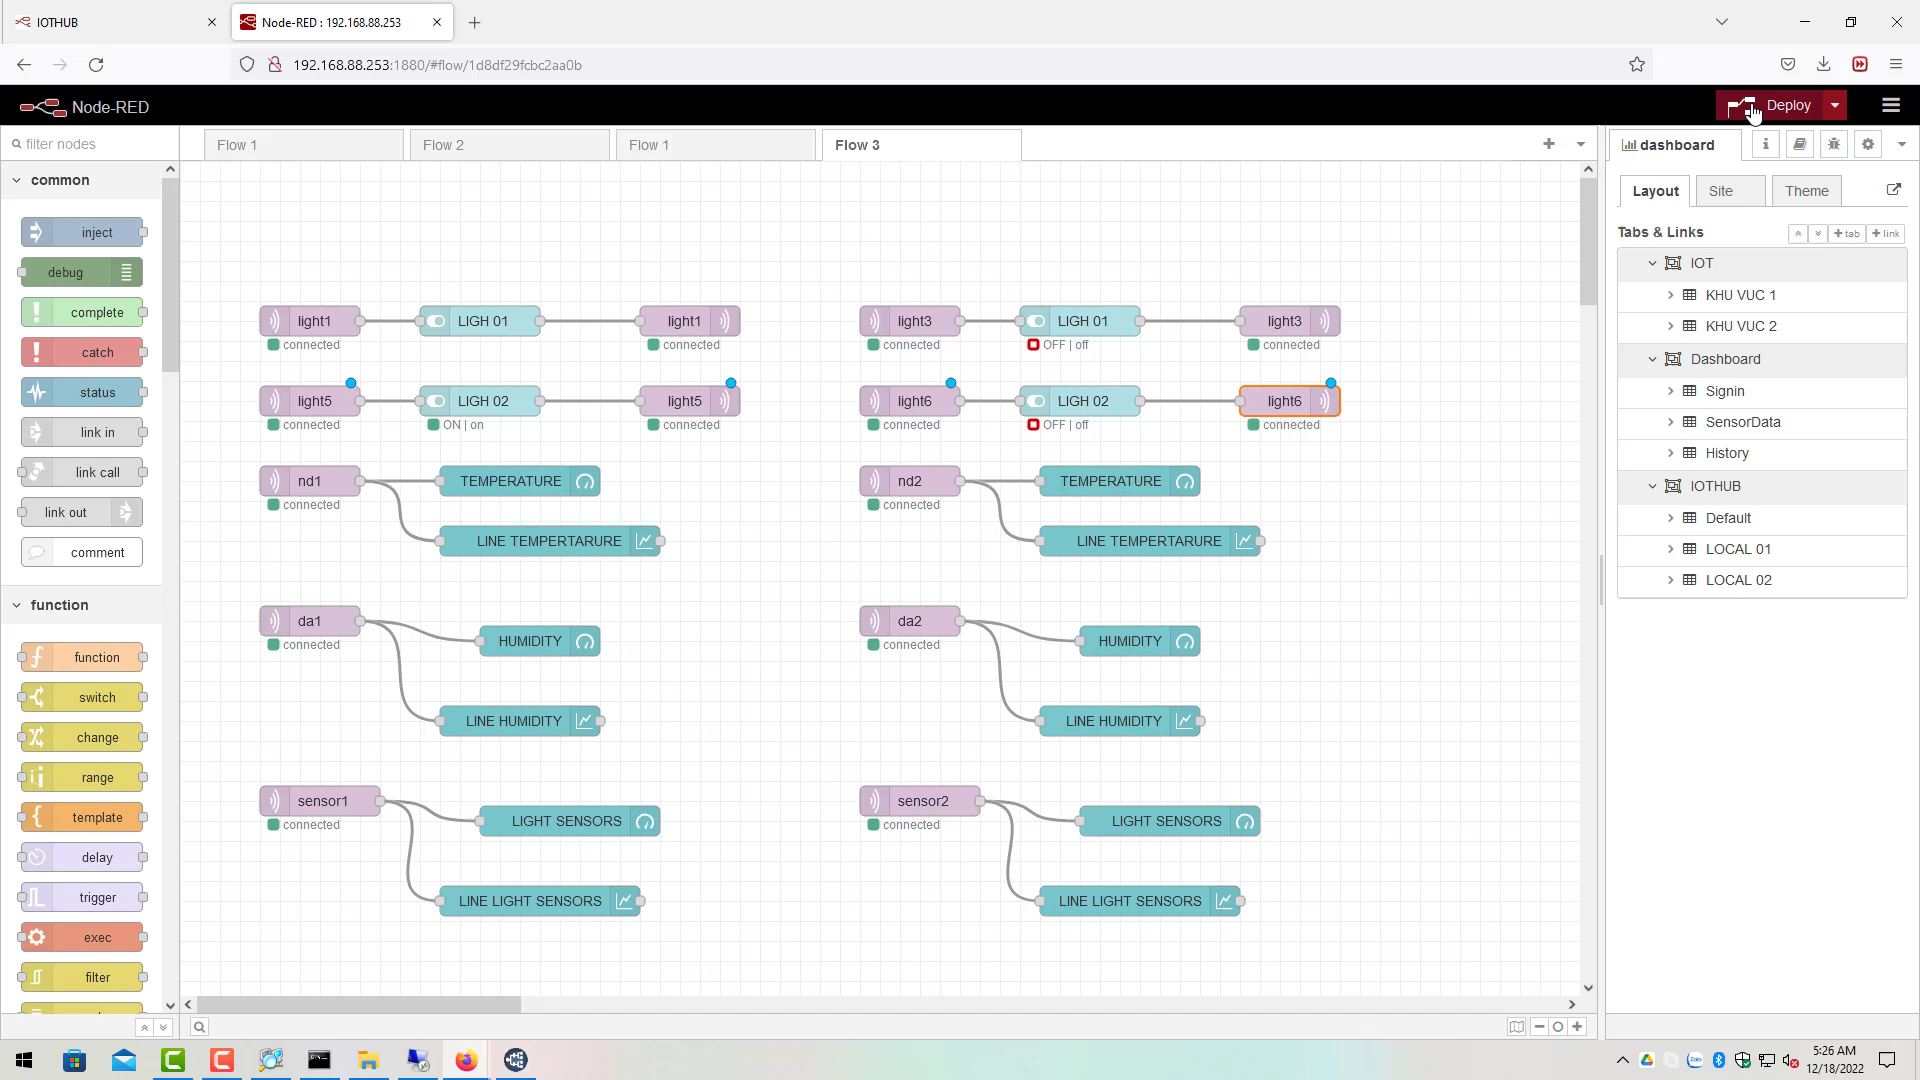 IOTHUB
Node-RED : 192.168.88.253
192.168.88.253:1880/#flow/1d8df29fcbc2aa0b
Node-RED
Deploy
filter nodes
Flow 1
Flow 2
Flow 1
Flow 3
dashboard
common
inject
debug
complete
catch
status
link in
link call
link out
comment
function
function
switch
change
range
template
delay
trigger
exec
filter
light1
connected
LIGH 01
light1
connected
light5
connected
LIGH 02
ON | on
light5
connected
nd1
connected
TEMPERATURE
LINE TEMPERTARURE
da1
connected
HUMIDITY
LINE HUMIDITY
sensor1
connected
LIGHT SENSORS
LINE LIGHT SENSORS
light3
connected
LIGH 01
OFF | off
light3
connected
light6
connected
LIGH 02
OFF | off
light6
connected
nd2
connected
TEMPERATURE
LINE TEMPERTARURE
da2
connected
HUMIDITY
LINE HUMIDITY
sensor2
connected
LIGHT SENSORS
LINE LIGHT SENSORS
Layout
Site
Theme
Tabs & Links
tab
link
IOT
KHU VUC 1
KHU VUC 2
Dashboard
Signin
SensorData
History
IOTHUB
Default
LOCAL 01
LOCAL 02
5:26 AM
12/18/2022